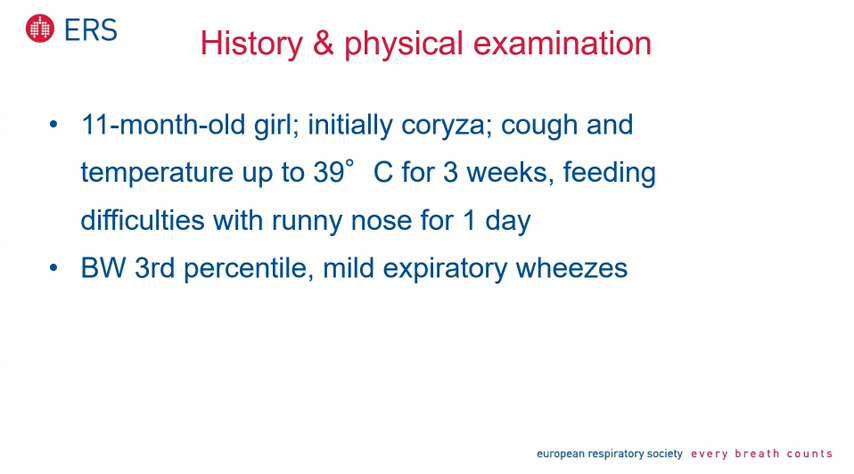 ERS
History & physical examination
• 11-month-old girl; initially coryza; cough and
temperature up to 39° C for 3 weeks, feeding
difficulties with runny nose for 1 day
• BW 3rd percentile, mild expiratory wheezes
european respiratory society every breath counts